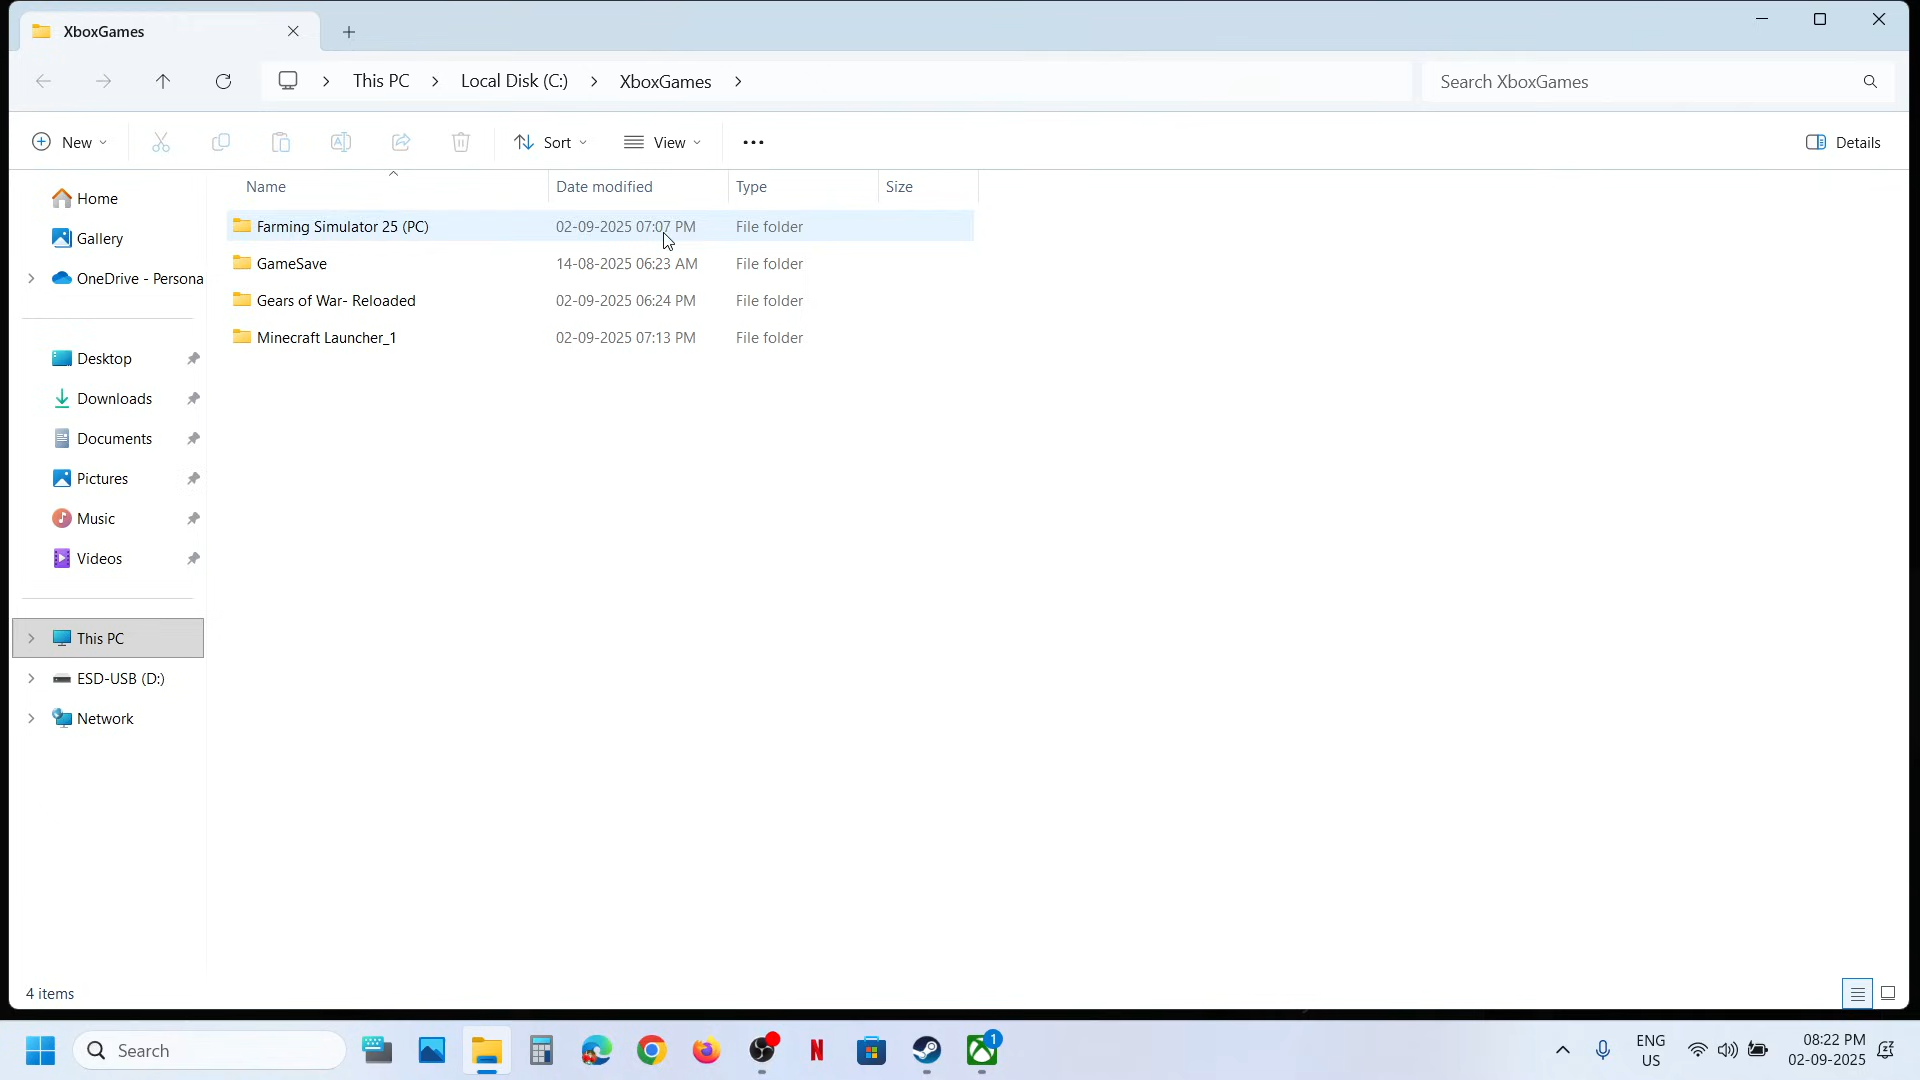 XboxGames
This PC > Local Disk (C:) > XboxGames >
Search XboxGames
New
Sort
View
Details
Name
Date modified
Type
Size
Farming Simulator 25 (PC) 02-09-2025 07:07 PM File folder
GameSave 14-08-2025 06:23 AM File folder
Gears of War- Reloaded 02-09-2025 06:24 PM File folder
Minecraft Launcher_1 02-09-2025 07:13 PM File folder
Home
Gallery
OneDrive - Persona
Desktop
Downloads
Documents
Pictures
Music
Videos
This PC
ESD-USB (D:)
Network
4 items
Search
1
ENG
US
08:22 PM
02-09-2025